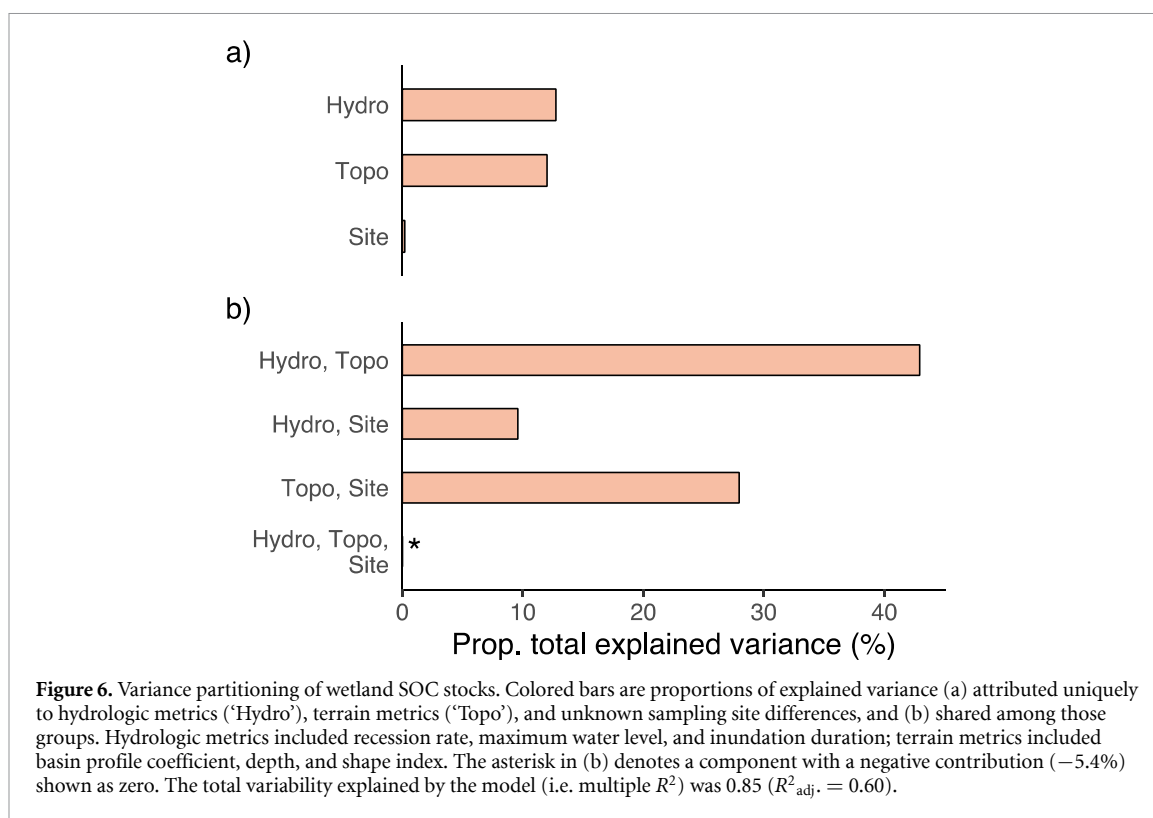 a)
Hydro
Topo
Site
b)
Hydro, Topo
Hydro, Site
Topo, Site
Hydro, Topo,
Site
*
0 10 20 30 40
Prop. total explained variance (%)
Figure 6. Variance partitioning of wetland SOC stocks. Colored bars are proportions of explained variance (a) attributed uniquely
to hydrologic metrics (‘Hydro’), terrain metrics (‘Topo’), and unknown sampling site differences, and (b) shared among those
groups. Hydrologic metrics included recession rate, maximum water level, and inundation duration; terrain metrics included
basin profile coefficient, depth, and shape index. The asterisk in (b) denotes a component with a negative contribution (−5.4%)
shown as zero. The total variability explained by the model (i.e. multiple R²) was 0.85 (R²adj. = 0.60).